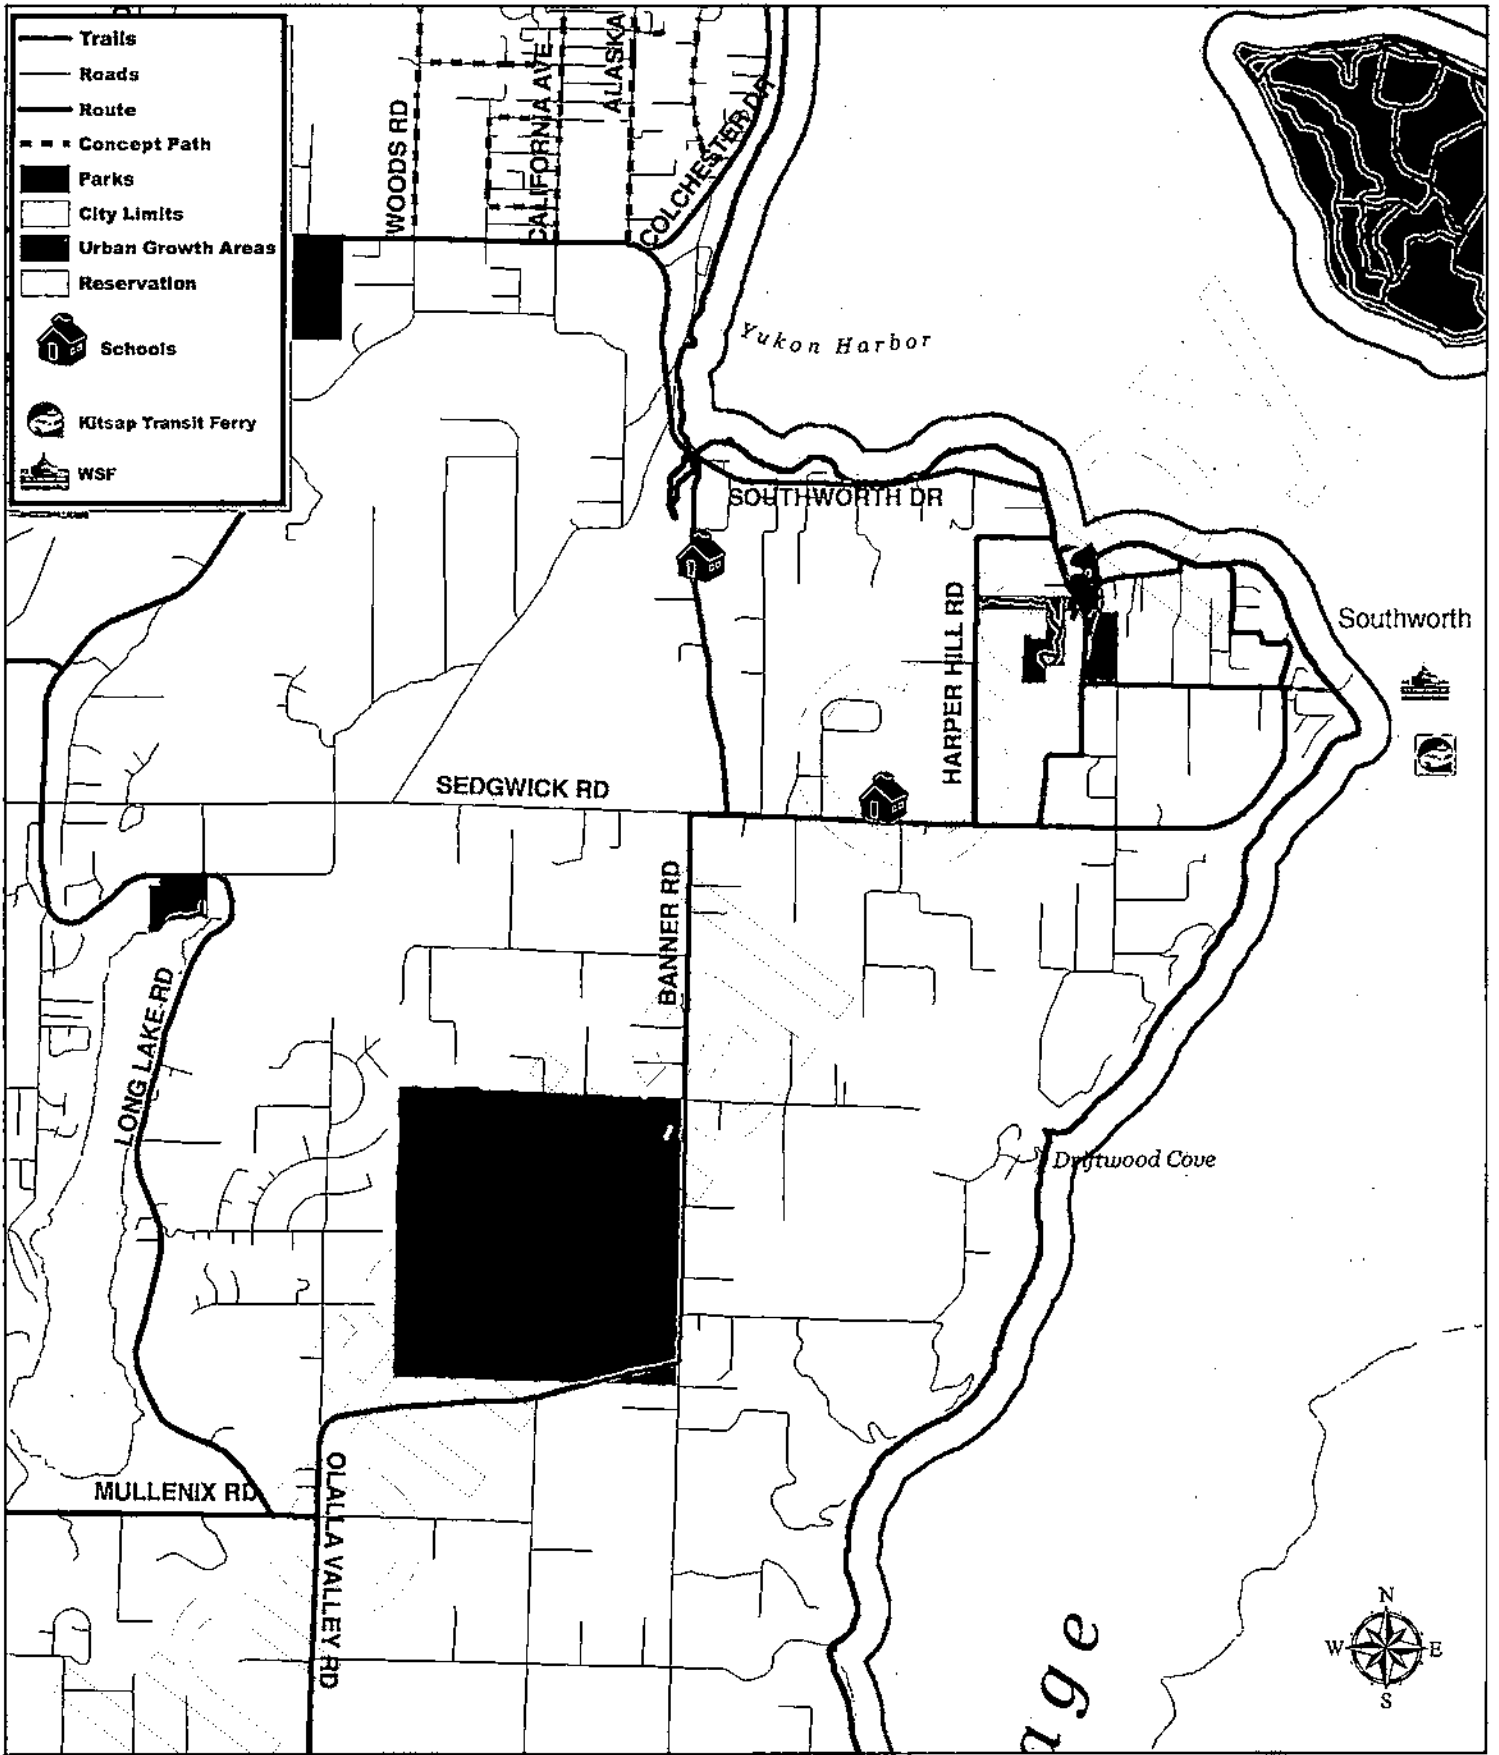 Trails
Roads
Route
Concept Path
Parks
City Limits
Urban Growth Areas
Reservation
Schools
Kitsap Transit Ferry
WSF
WOODS RD
CALIFORNIA AVE
ALASKA
COLCHESTER DR
Yukon Harbor
SOUTHWORTH DR
HARPER HILL RD
Southworth
SEDGWICK RD
BANNER RD
LONG LAKE RD
Driftwood Cove
MULLENIX RD
OLALLA VALLEY RD
age
N
W E
S